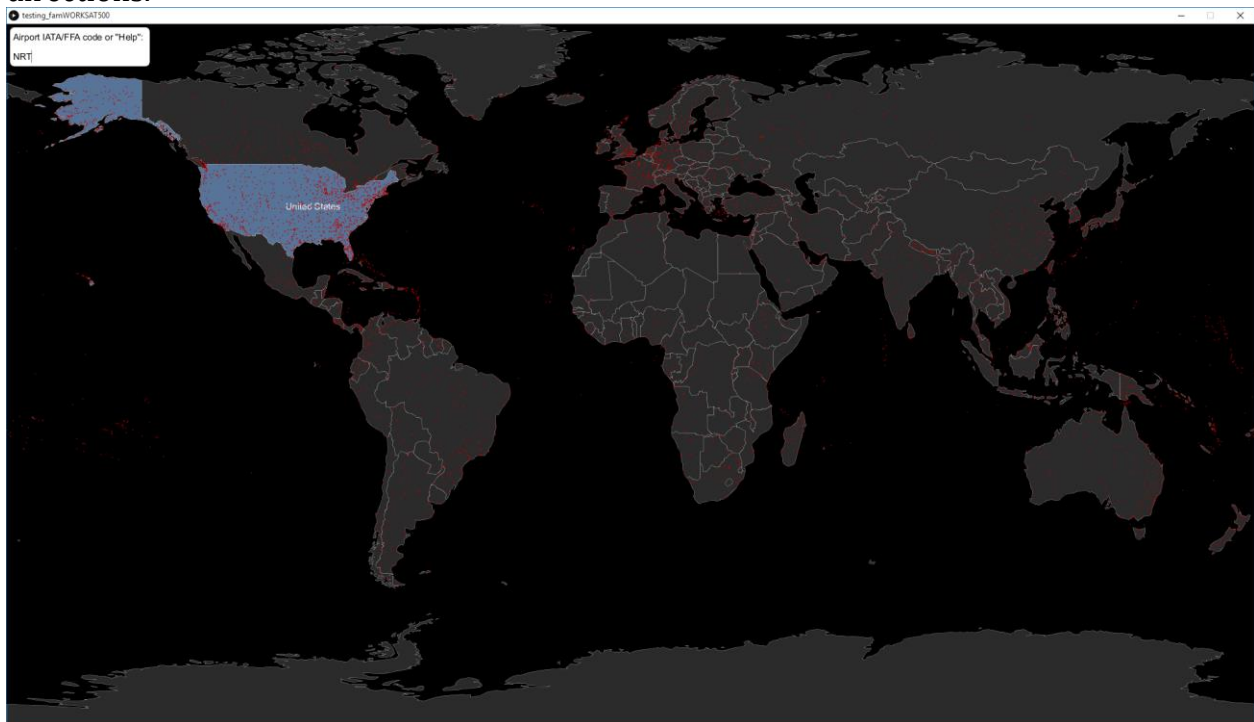 directions.
testing_famWORKSAT500
Airport IATA/FFA code or "Help":
NRT
United States